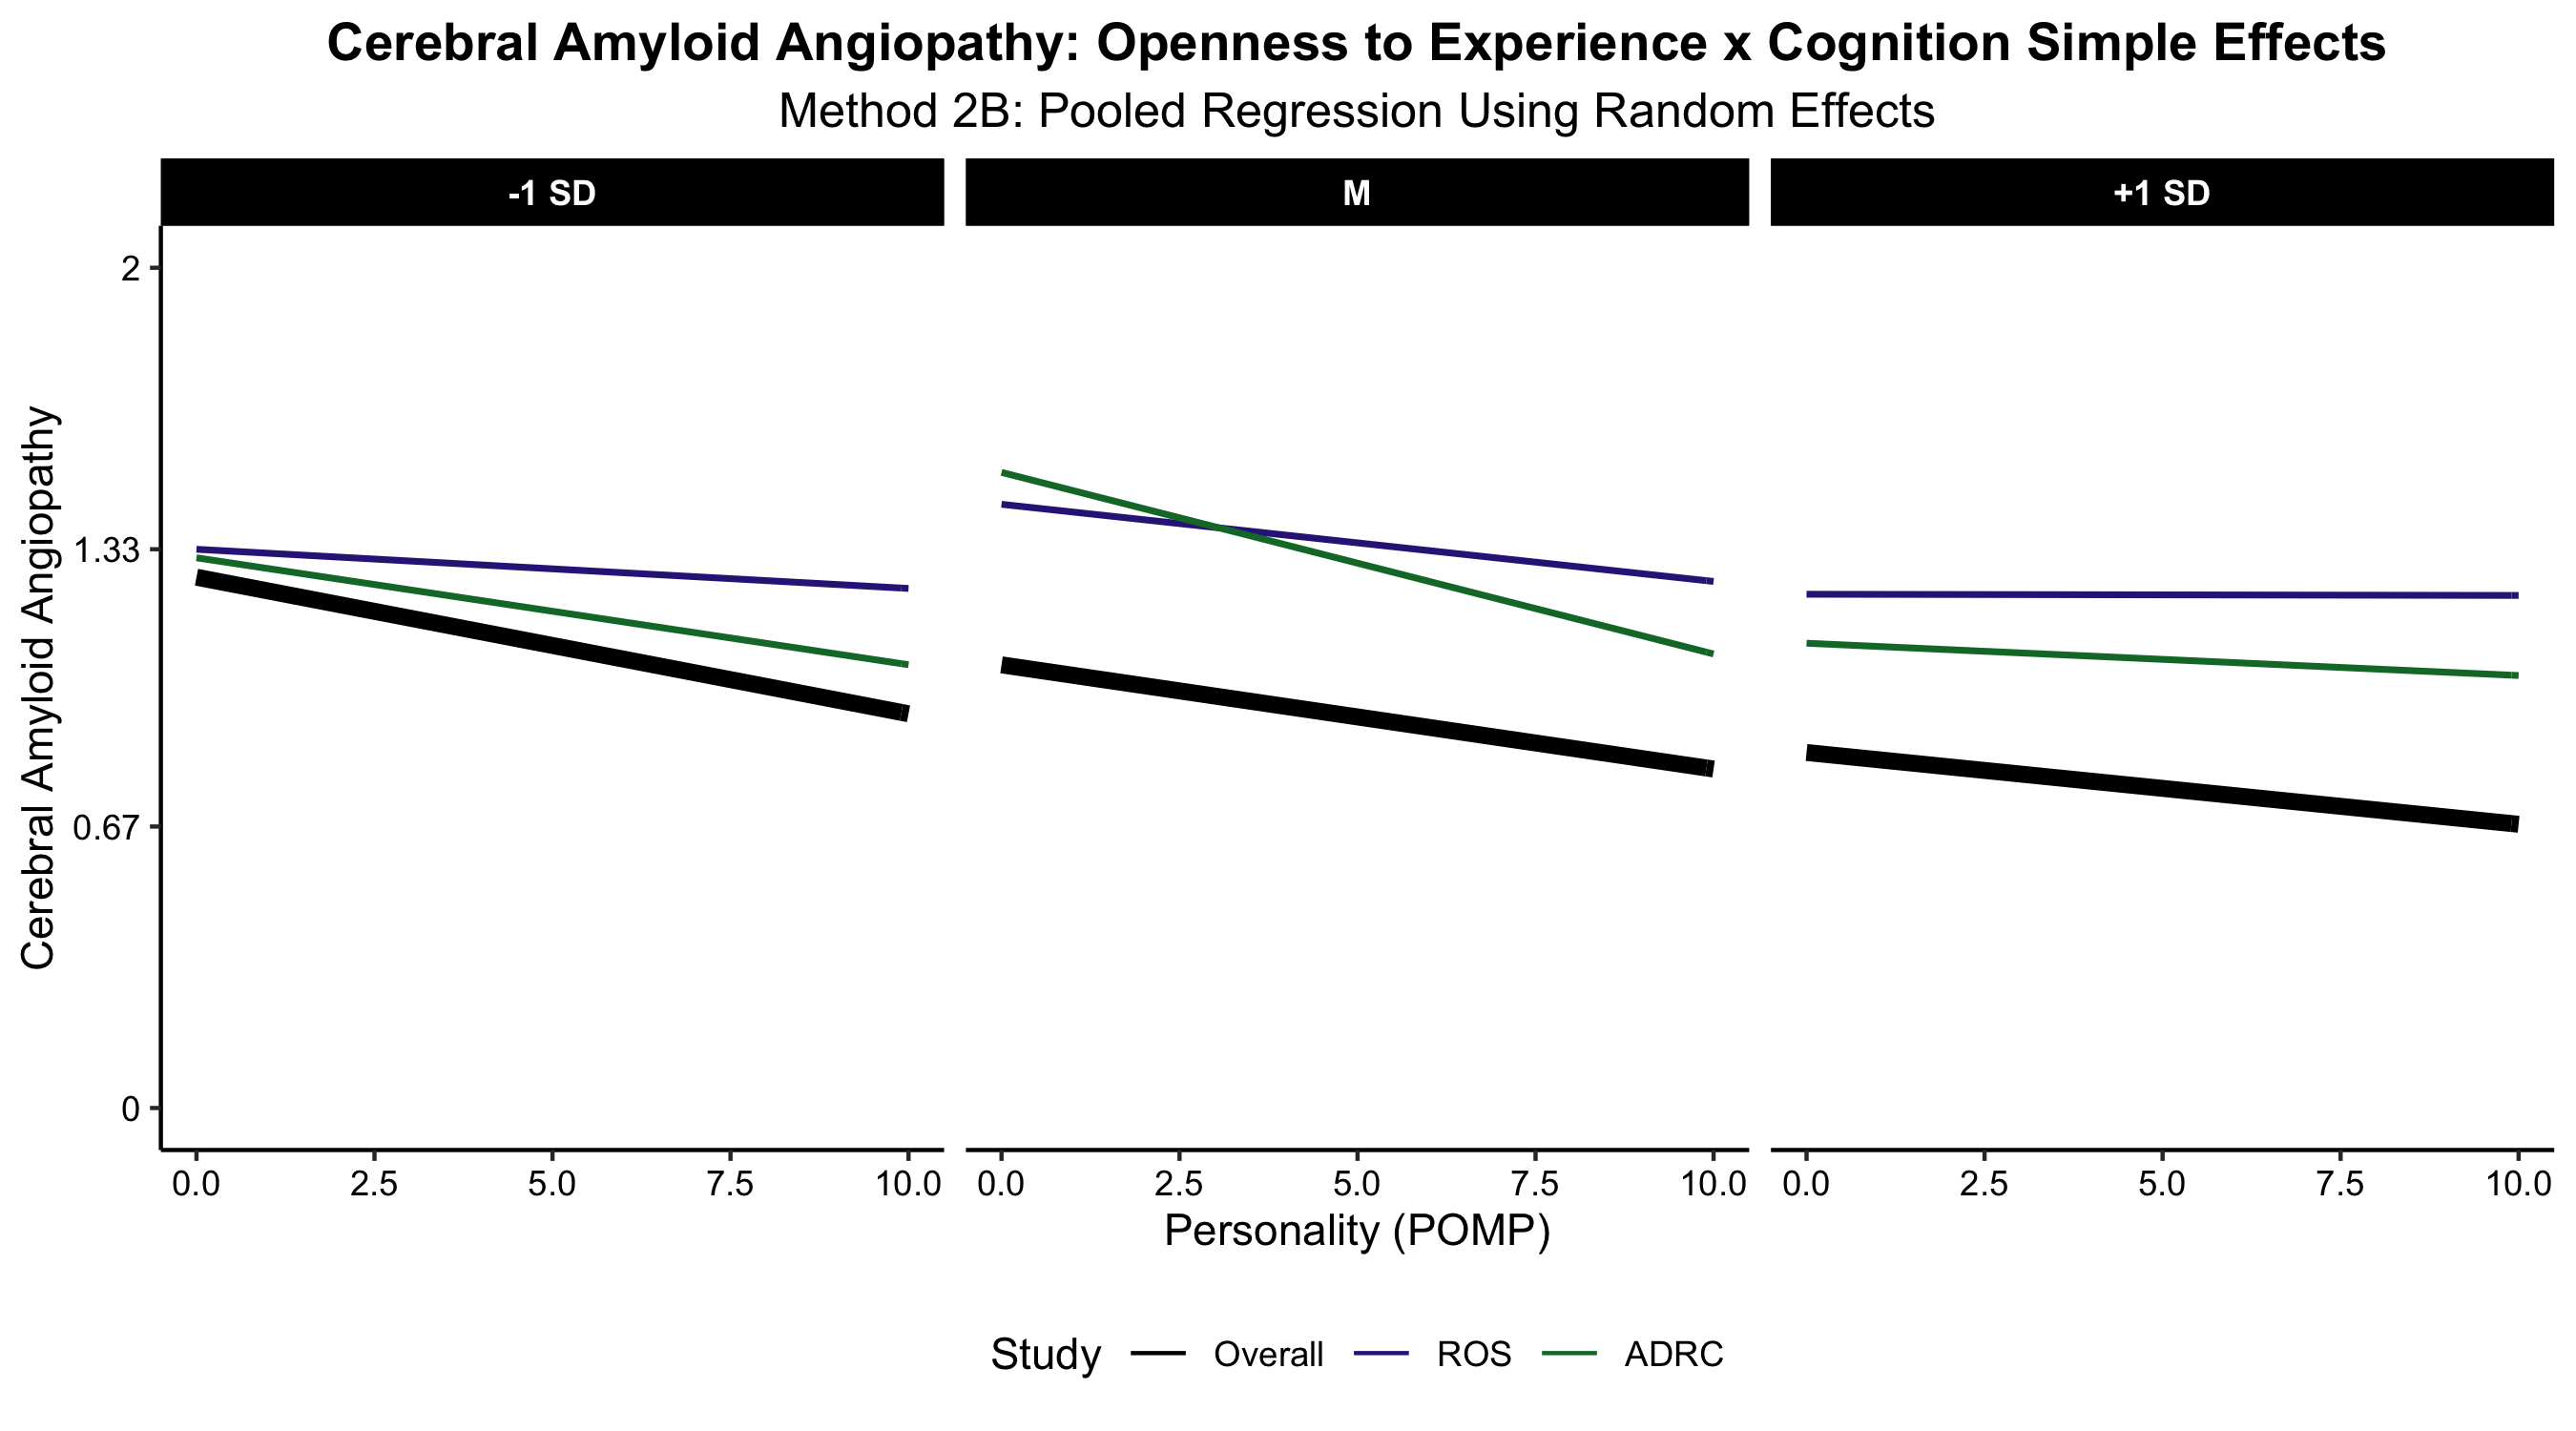 Cerebral Amyloid Angiopathy: Openness to Experience x Cognition Simple Effects
Method 2B: Pooled Regression Using Random Effects
-1 SD
M
+1 SD
Cerebral Amyloid Angiopathy
2
1.33
0.67
0
0.0 2.5 5.0 7.5 10.0
0.0 2.5 5.0 7.5 10.0
0.0 2.5 5.0 7.5 10.0
Personality (POMP)
Study Overall ROS ADRC